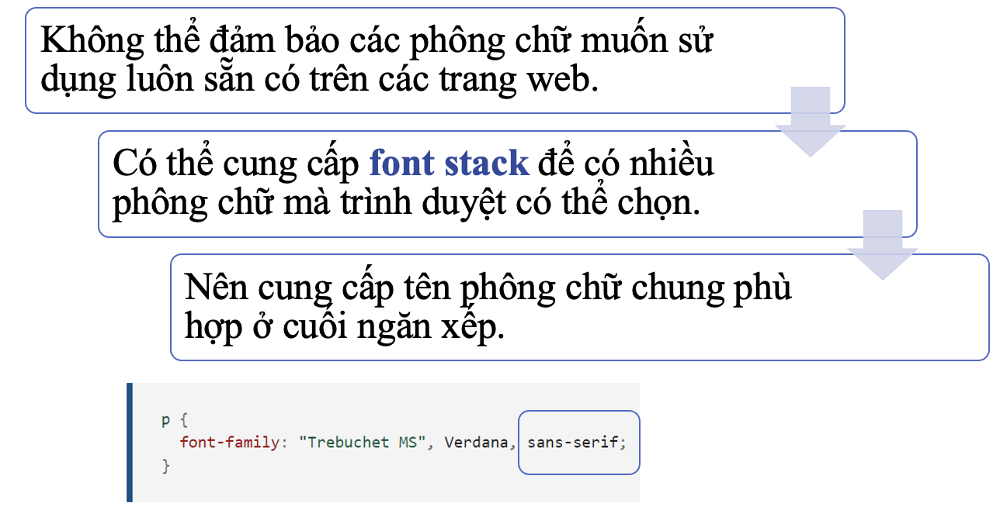 Không thể đảm bảo các phông chữ muốn sử
dụng luôn sẵn có trên các trang web.
Có thể cung cấp font stack để có nhiều
phông chữ mà trình duyệt có thể chọn.
Nên cung cấp tên phông chữ chung phù
hợp ở cuối ngăn xếp.
p {
font-family: "Trebuchet MS", Verdana, sans-serif;
}